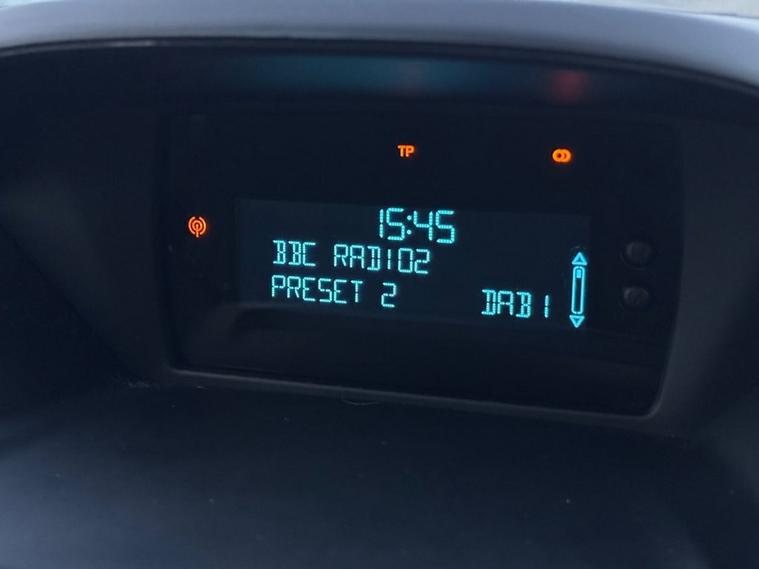 TP
15:45
BBC RADIO2
PRESET 2 DAB1